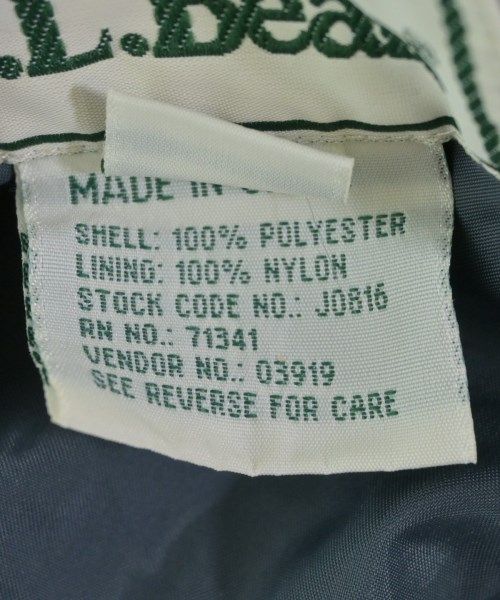 L.L.Bean
MADE IN
SHELL: 100% POLYESTER
LINING: 100% NYLON
STOCK CODE NO.: J0816
RN NO.: 71341
VENDOR NO.: 03919
SEE REVERSE FOR CARE